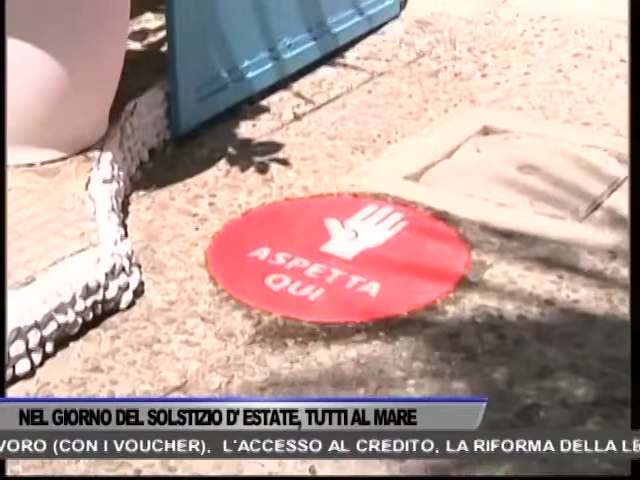 ASPETTA
QUI
NEL GIORNO DEL SOLSTIZIO D' ESTATE, TUTTI AL MARE
VORO (CON I VOUCHER), L'ACCESSO AL CREDITO, LA RIFORMA DELLA LE